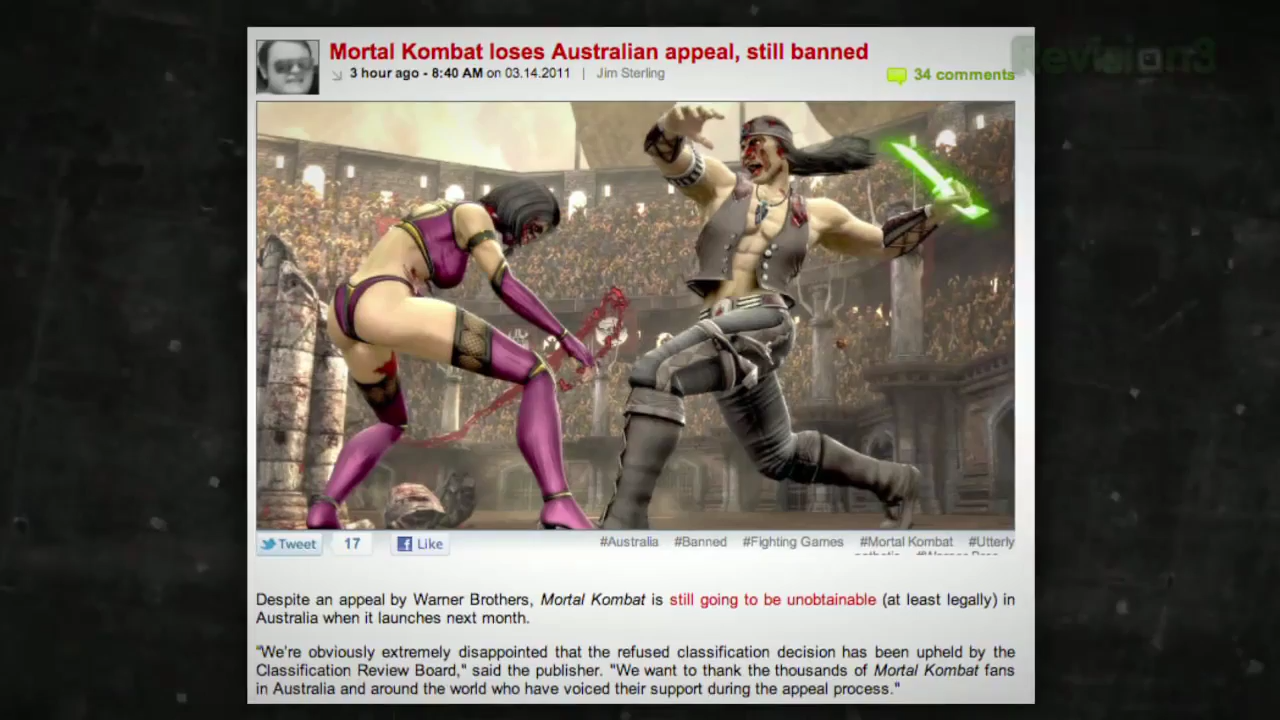 Mortal Kombat loses Australian appeal, still banned
3 hour ago - 8:40 AM on 03.14.2011 | Jim Sterling
34 comments
Revision3
Tweet 17 Like
#Australia #Banned #Fighting Games #Mortal Kombat #Utterly
Despite an appeal by Warner Brothers, Mortal Kombat is still going to be unobtainable (at least legally) in
Australia when it launches next month.
"We're obviously extremely disappointed that the refused classification decision has been upheld by the
Classification Review Board," said the publisher. "We want to thank the thousands of Mortal Kombat fans
in Australia and around the world who have voiced their support during the appeal process."